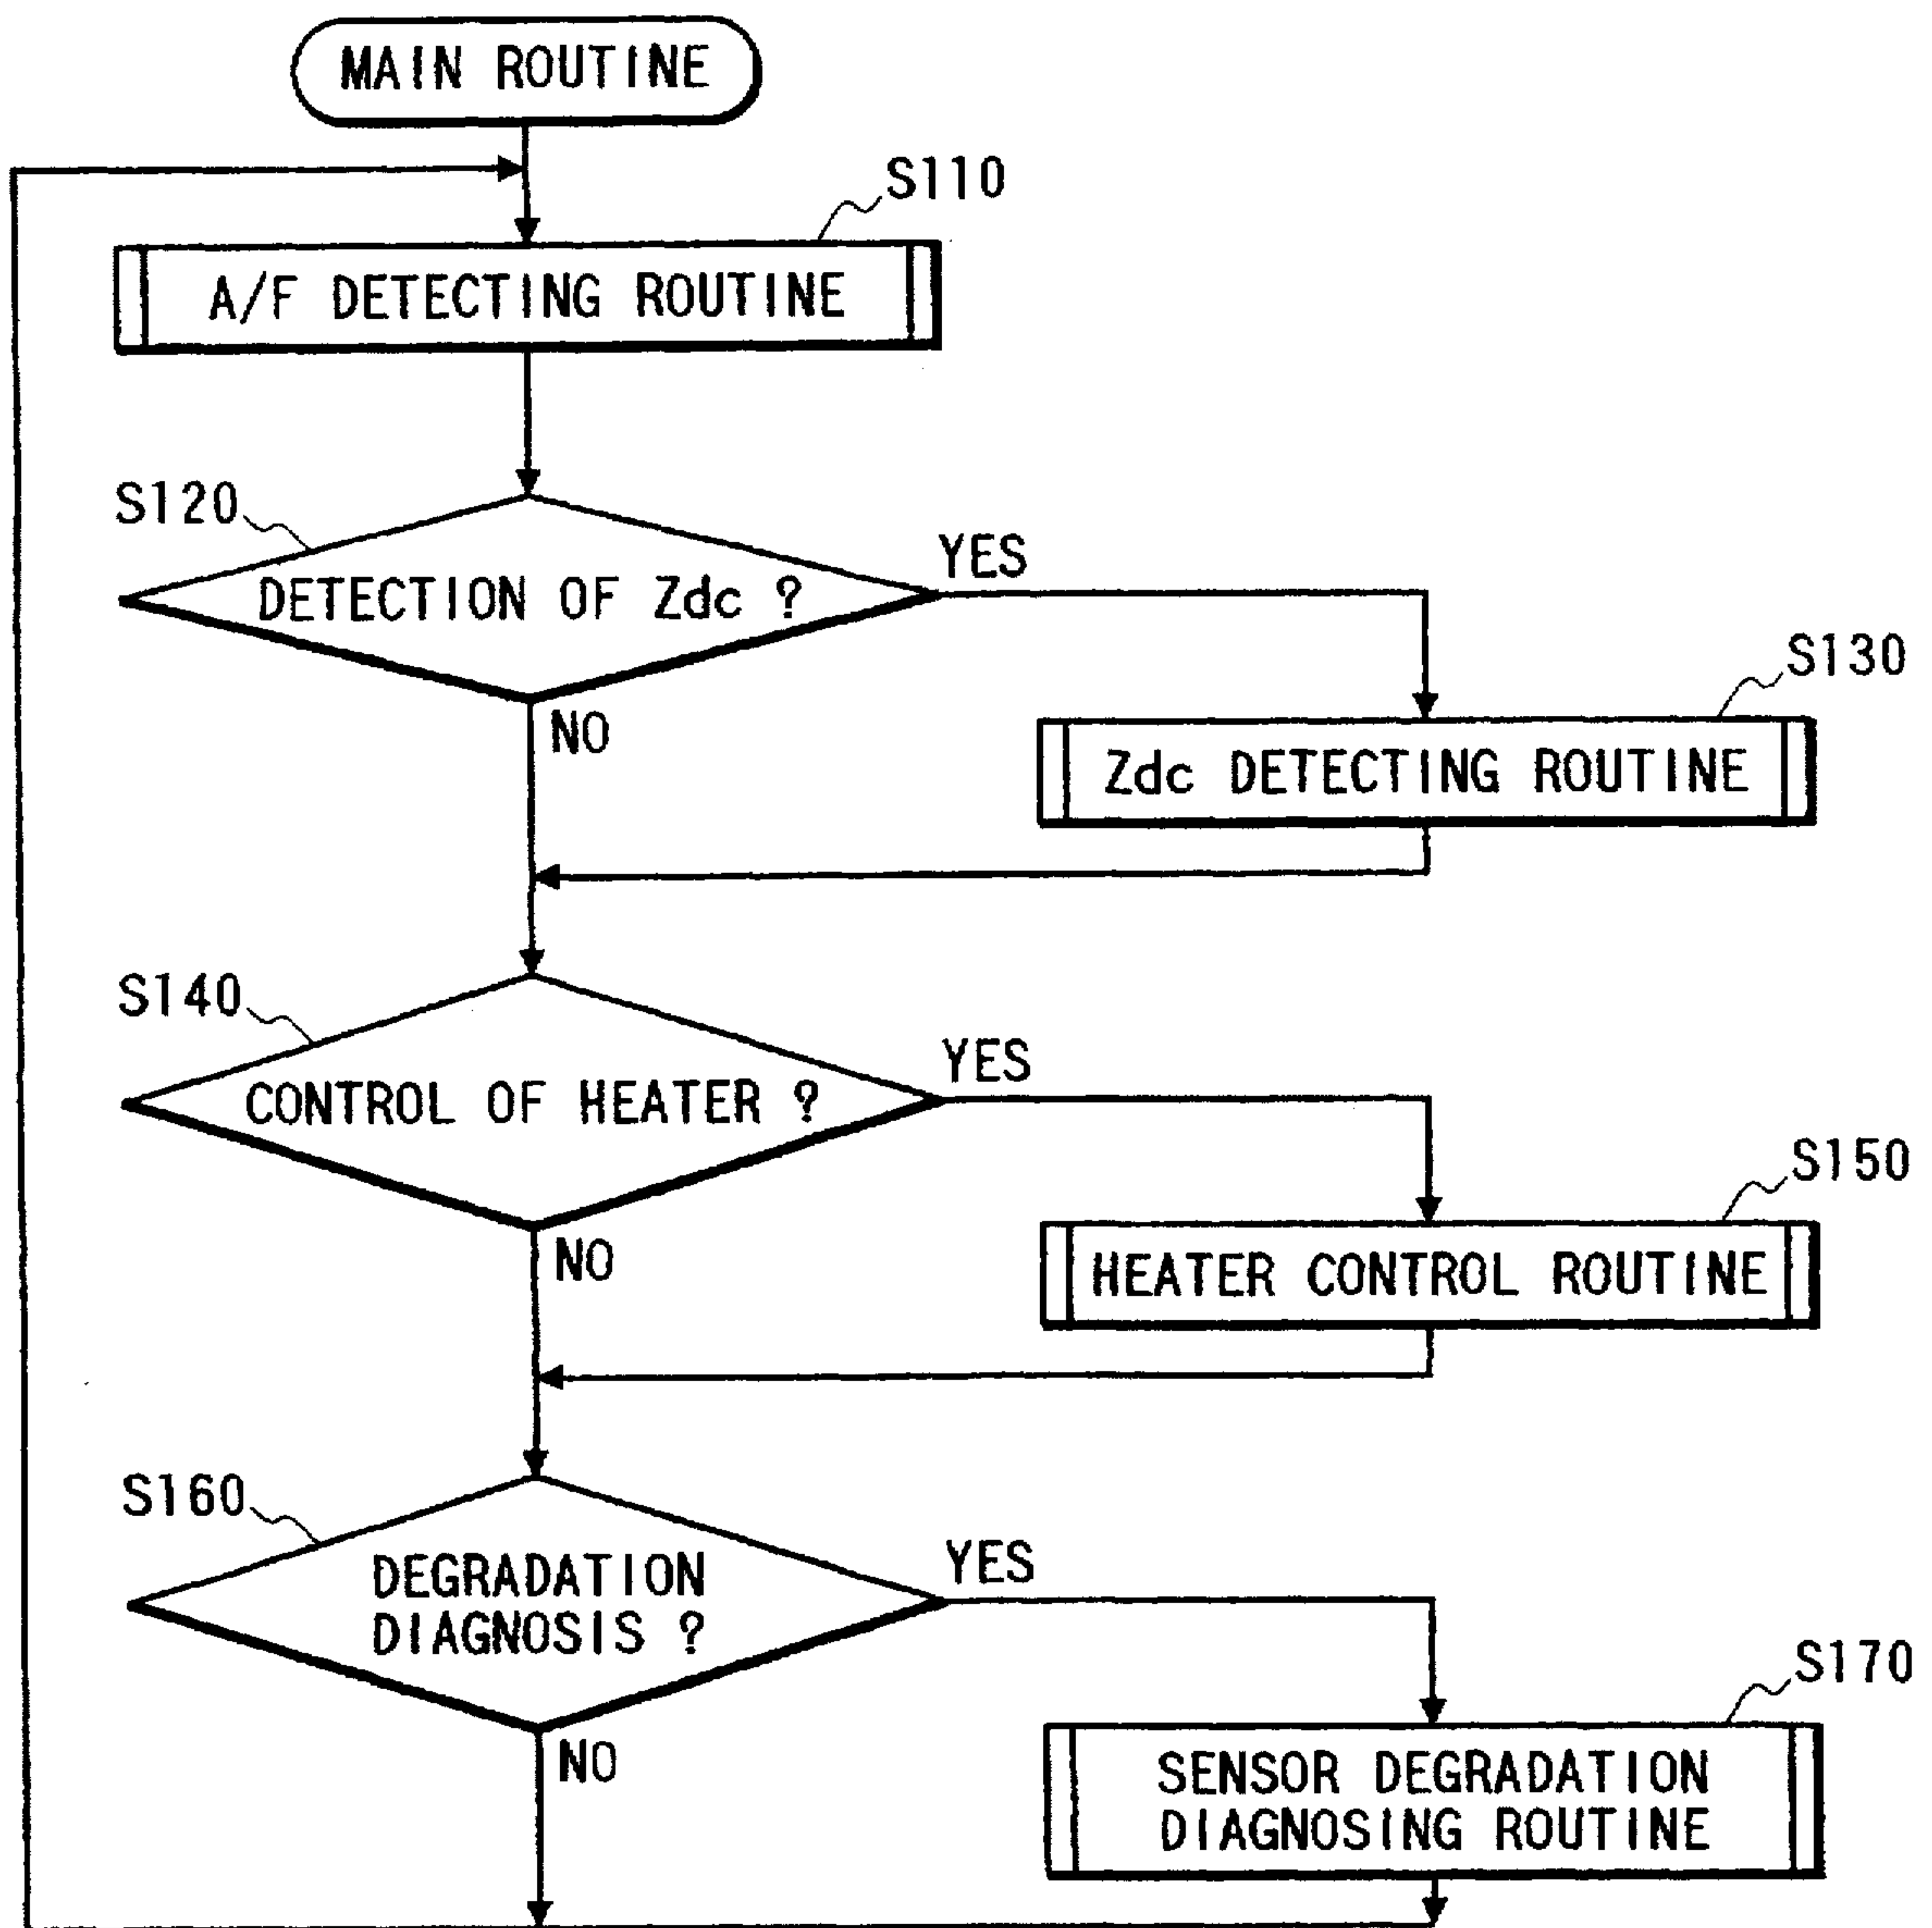 MAIN ROUTINE
S110
A/F DETECTING ROUTINE
S120
DETECTION OF Zdc ?
YES
NO
S130
Zdc DETECTING ROUTINE
S140
CONTROL OF HEATER ?
YES
NO
S150
HEATER CONTROL ROUTINE
S160
DEGRADATION
DIAGNOSIS ?
YES
NO
S170
SENSOR DEGRADATION
DIAGNOSING ROUTINE